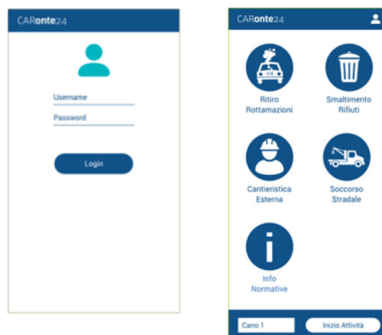 CARonte24
Username
Password
Login
CARonte24
Ritiro
Rottamazioni
Smaltimento
Rifiuti
Cantieristica
Esterna
Soccorso
Stradale
Info
Normative
Carro 1
Inizio Attività